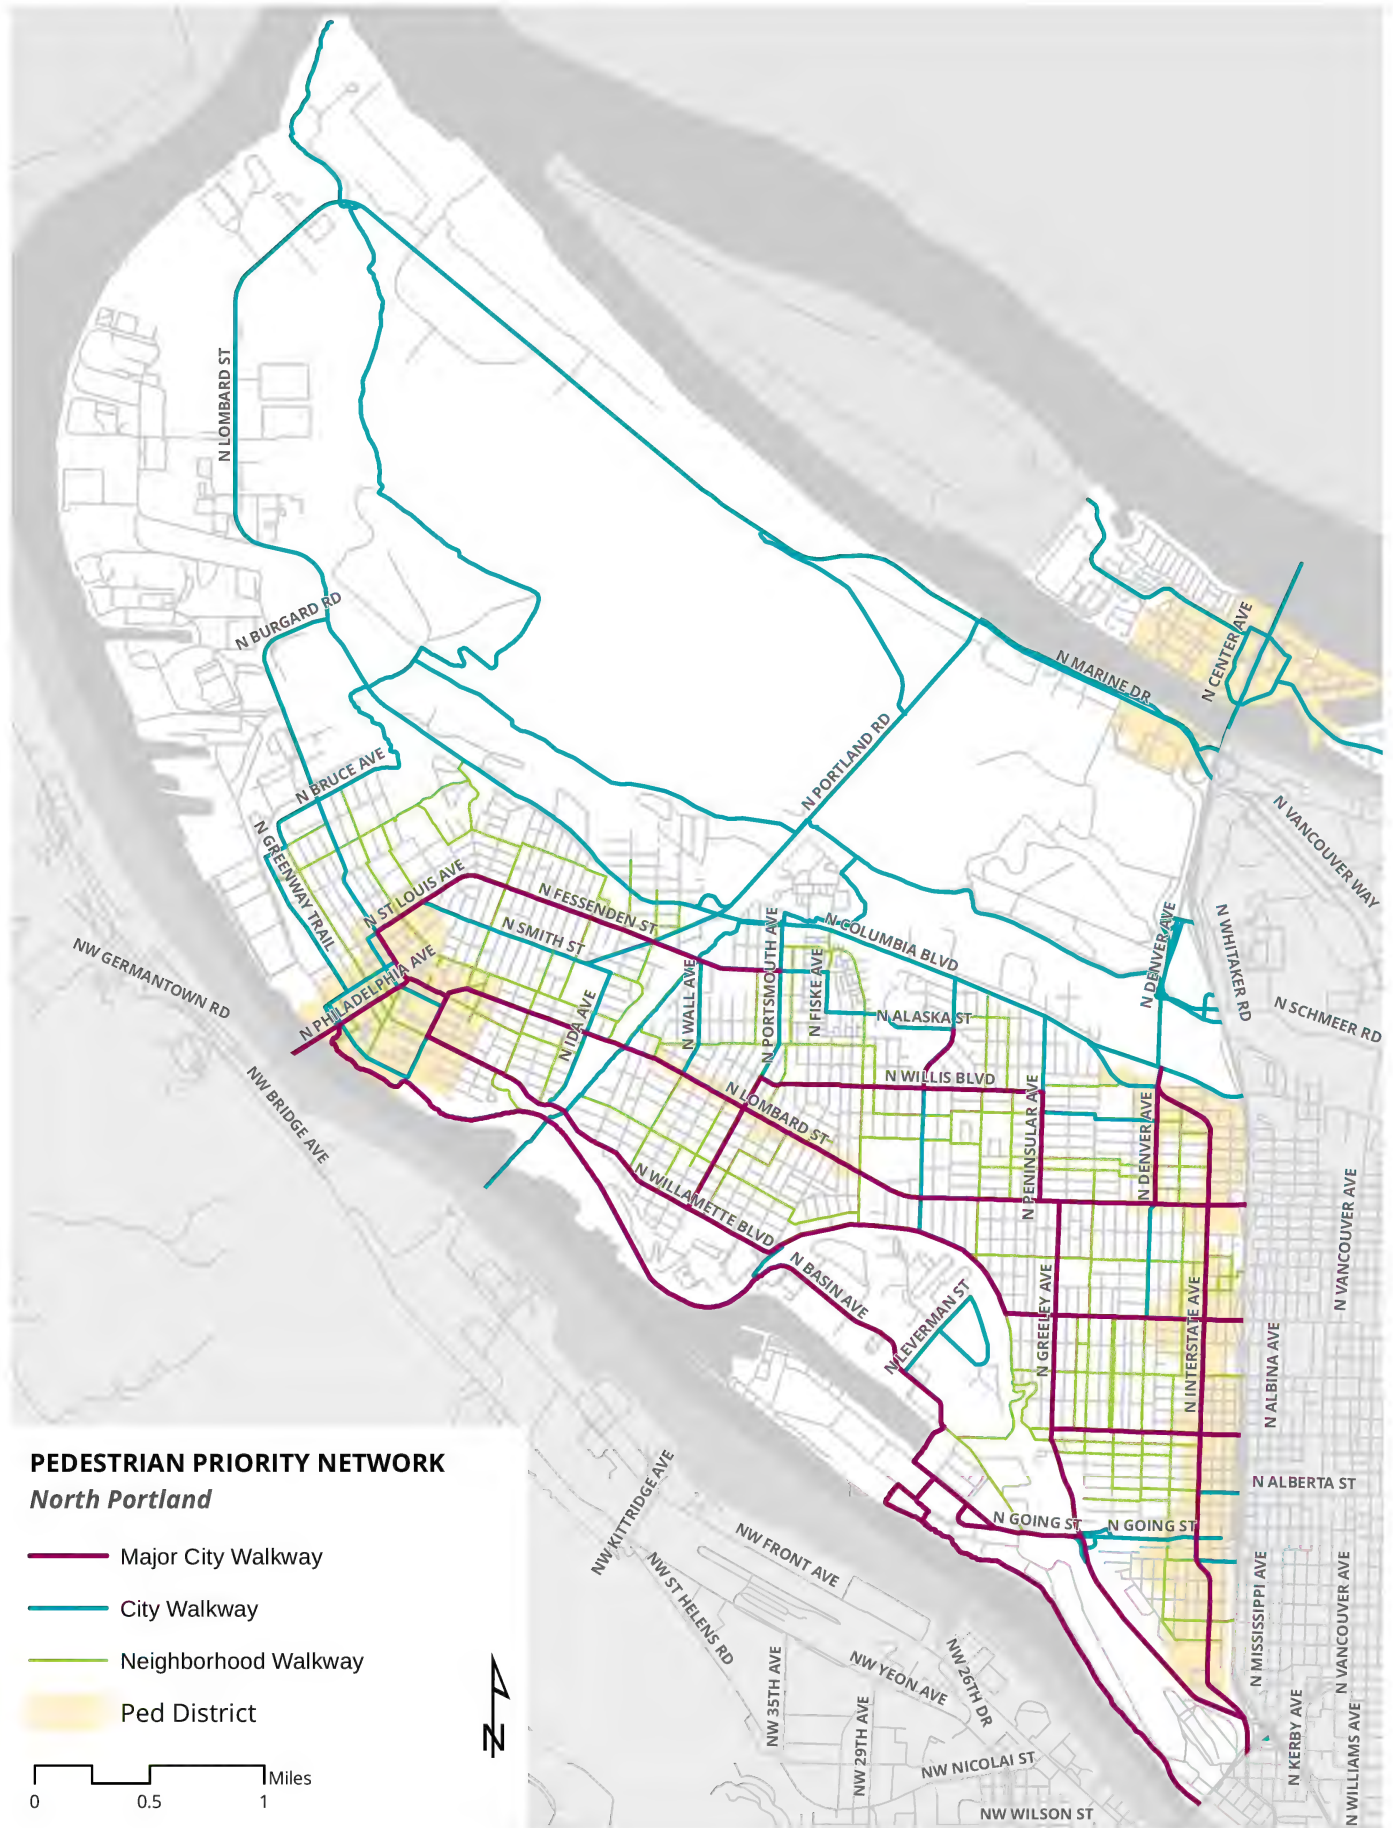 N LOMBARD ST
N BURGARD RD
N CENTER AVE
N MARINE DR
N PORTLAND RD
N BRUCE AVE
N VANCOUVER WAY
N GREENWAY TRAIL
N ST LOUIS AVE
N FESSENDEN ST
N SMITH ST
N COLUMBIA BLVD
N DENVER AVE
N WHITAKER RD
N SCHMEER RD
NW GERMANTOWN RD
N PHILADELPHIA AVE
N WALL AVE
N PORTSMOUTH AVE
N FISKE AVE
N ALASKA ST
N IDA AVE
NW BRIDGE AVE
N WILLIS BLVD
N LOMBARD ST
N PENINSULAR AVE
N DENVER AVE
N WILLAMETTE BLVD
N VANCOUVER AVE
N BASIN AVE
N LEVERMAN ST
N GREELEY AVE
N INTERSTATE AVE
N ALBINA AVE
PEDESTRIAN PRIORITY NETWORK
North Portland
Major City Walkway
City Walkway
Neighborhood Walkway
Ped District
N
Miles
0
0.5
1
N ALBERTA ST
N GOING ST
N GOING ST
NW KITTRIDGE AVE
NW FRONT AVE
NW ST HELENS RD
N MISSISSIPPI AVE
N VANCOUVER AVE
NW YEON AVE
NW 26TH DR
NW 35TH AVE
NW 29TH AVE
NW NICOLAI ST
N KERBY AVE
N WILLIAMS AVE
NW WILSON ST